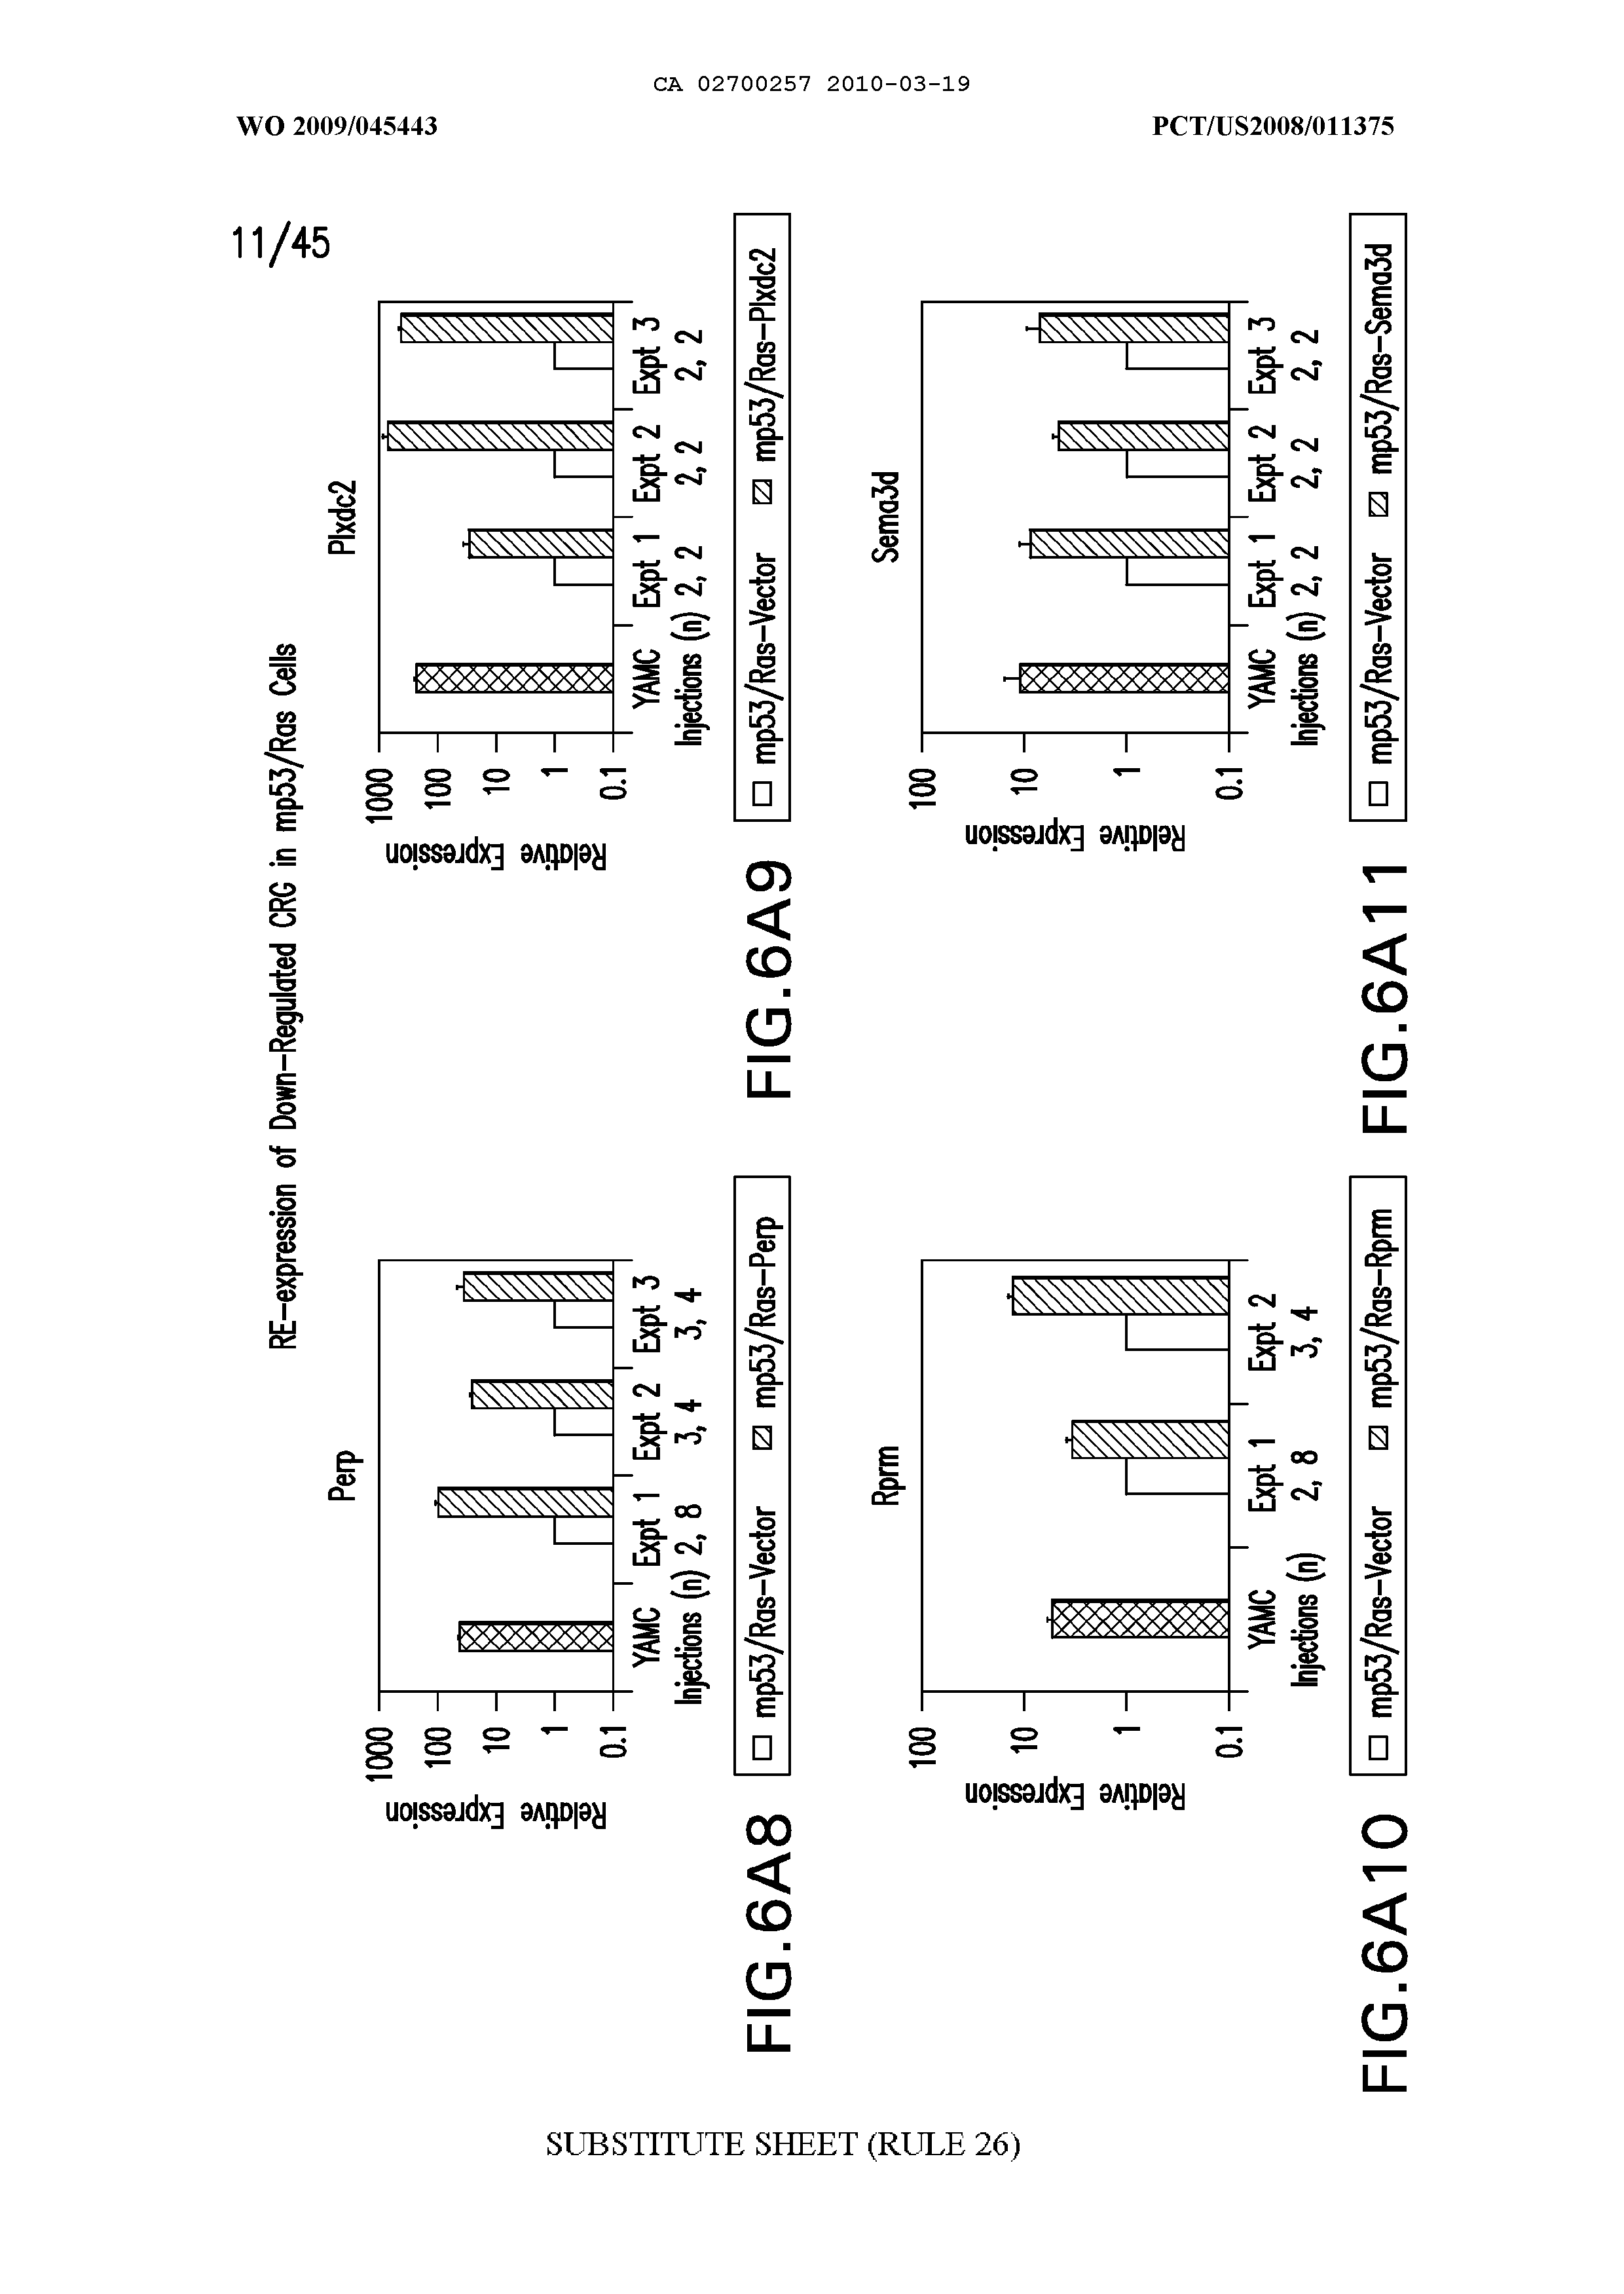 CA 02700257 2010-03-19
WO 2009/045443
PCT/US2008/011375
11/45
RE-expression of Down-Regulated CRG in mp53/Ras Cells
Perp
Relative Expression
1000
100
10
1
0.1
YAMC Expt 1 Expt 2 Expt 3
Injections (n) 2, 8 3, 4 3, 4
mp53/Ras-Vector mp53/Ras-Perp
FIG.6A8
Plxdc2
Relative Expression
1000
100
10
1
0.1
YAMC Expt 1 Expt 2 Expt 3
Injections (n) 2, 2 2, 2 2, 2
mp53/Ras-Vector mp53/Ras-Plxdc2
FIG.6A9
Rprm
Relative Expression
100
10
1
0.1
YAMC Expt 1 Expt 2
Injections (n) 2, 8 3, 4
mp53/Ras-Vector mp53/Ras-Rprm
FIG.6A10
Sema3d
Relative Expression
100
10
1
0.1
YAMC Expt 1 Expt 2 Expt 3
Injections (n) 2, 2 2, 2 2, 2
mp53/Ras-Vector mp53/Ras-Sema3d
FIG.6A11
SUBSTITUTE SHEET (RULE 26)